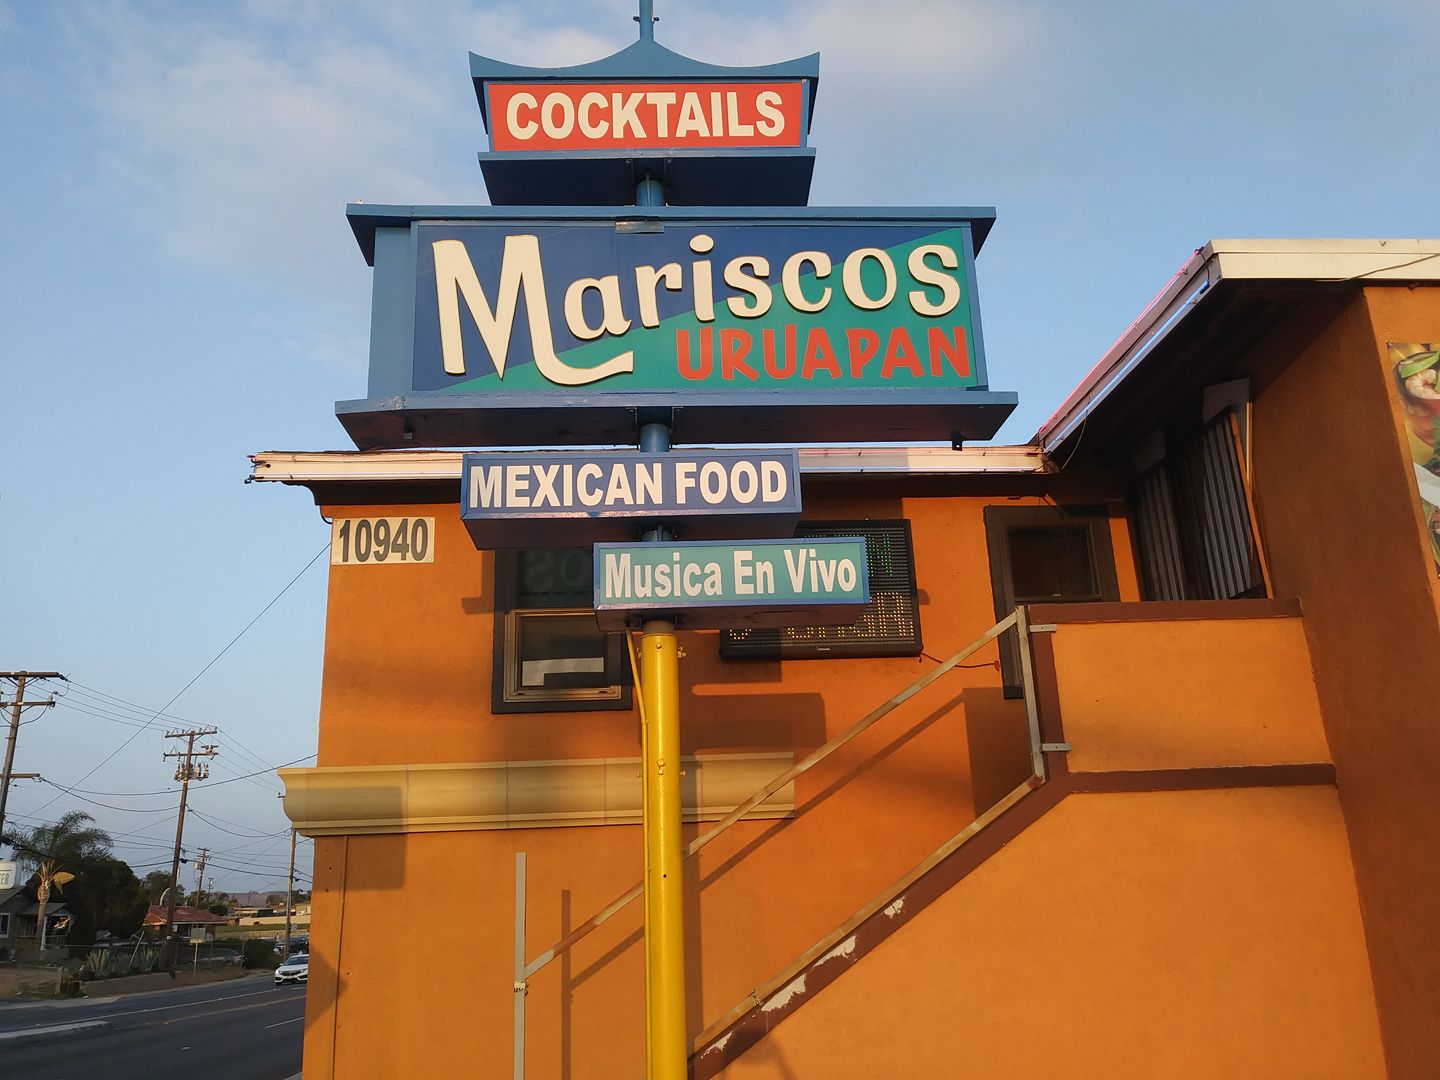 COCKTAILS
Mariscos
URUAPAN
MEXICAN FOOD
10940
Musica En Vivo